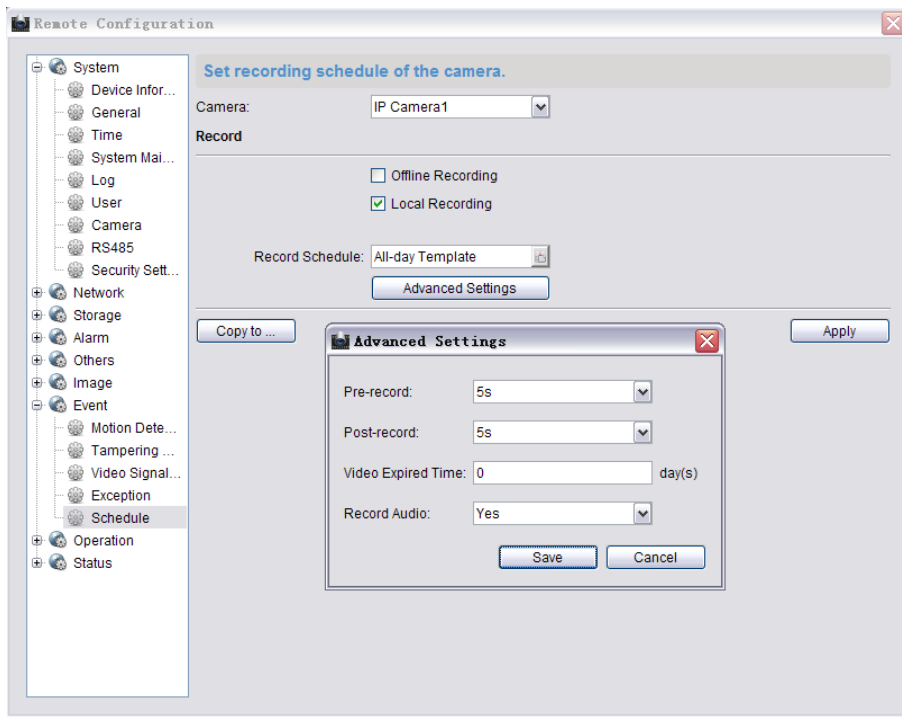 Remote Configuration
System
Device Infor...
General
Time
System Mai...
Log
User
Camera
RS485
Security Sett...
Network
Storage
Alarm
Others
Image
Event
Motion Dete...
Tampering ...
Video Signal...
Exception
Schedule
Operation
Status
Set recording schedule of the camera.
Camera: IP Camera1
Record
Offline Recording
Local Recording
Record Schedule: All-day Template
Advanced Settings
Copy to ... Apply
Advanced Settings
Pre-record: 5s
Post-record: 5s
Video Expired Time: 0 day(s)
Record Audio: Yes
Save Cancel